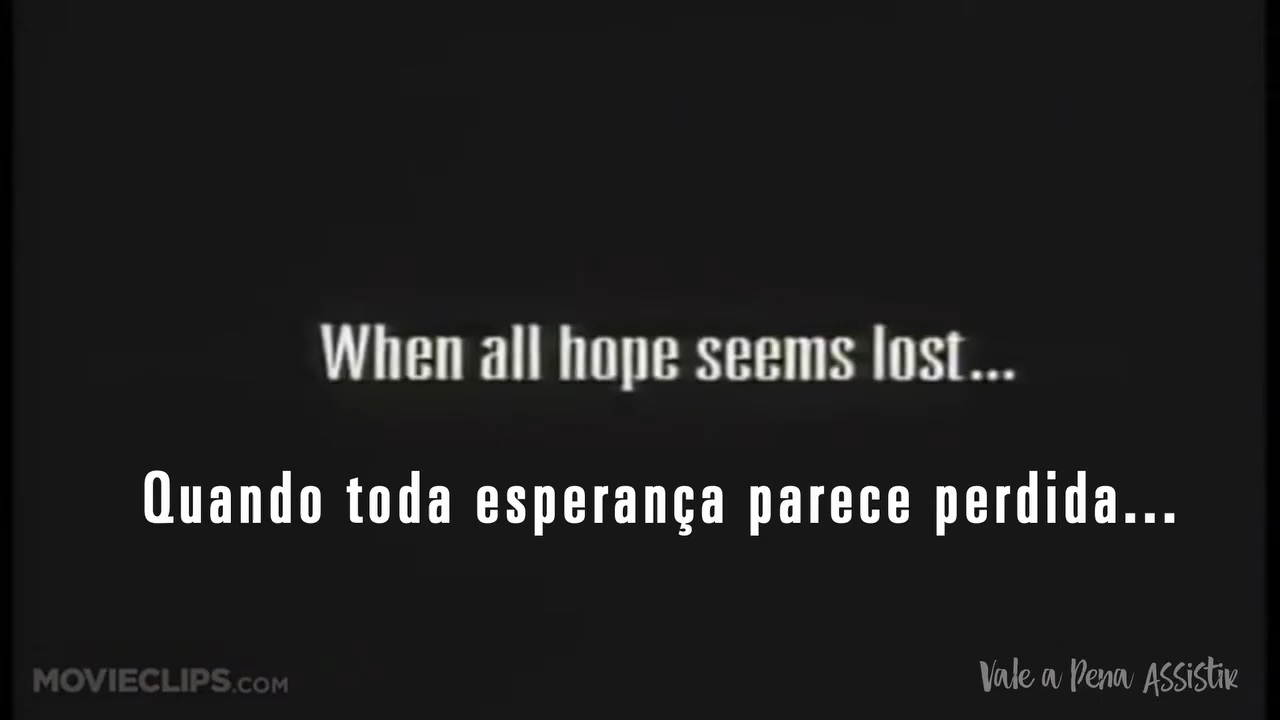 When all hope seems lost...
Quando toda esperança parece perdida...
MOVIECLIPS.COM
Vale a Pena Assistir